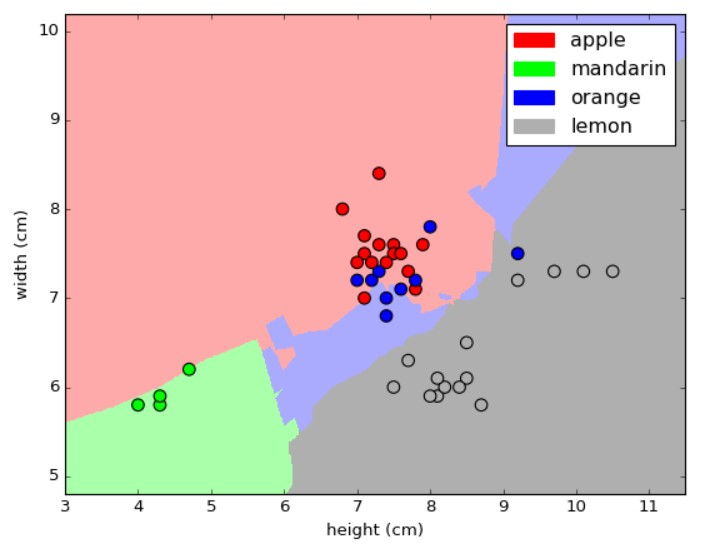 apple
mandarin
orange
lemon
width (cm)
10
9
8
7
6
5
3 4 5 6 7 8 9 10 11
height (cm)